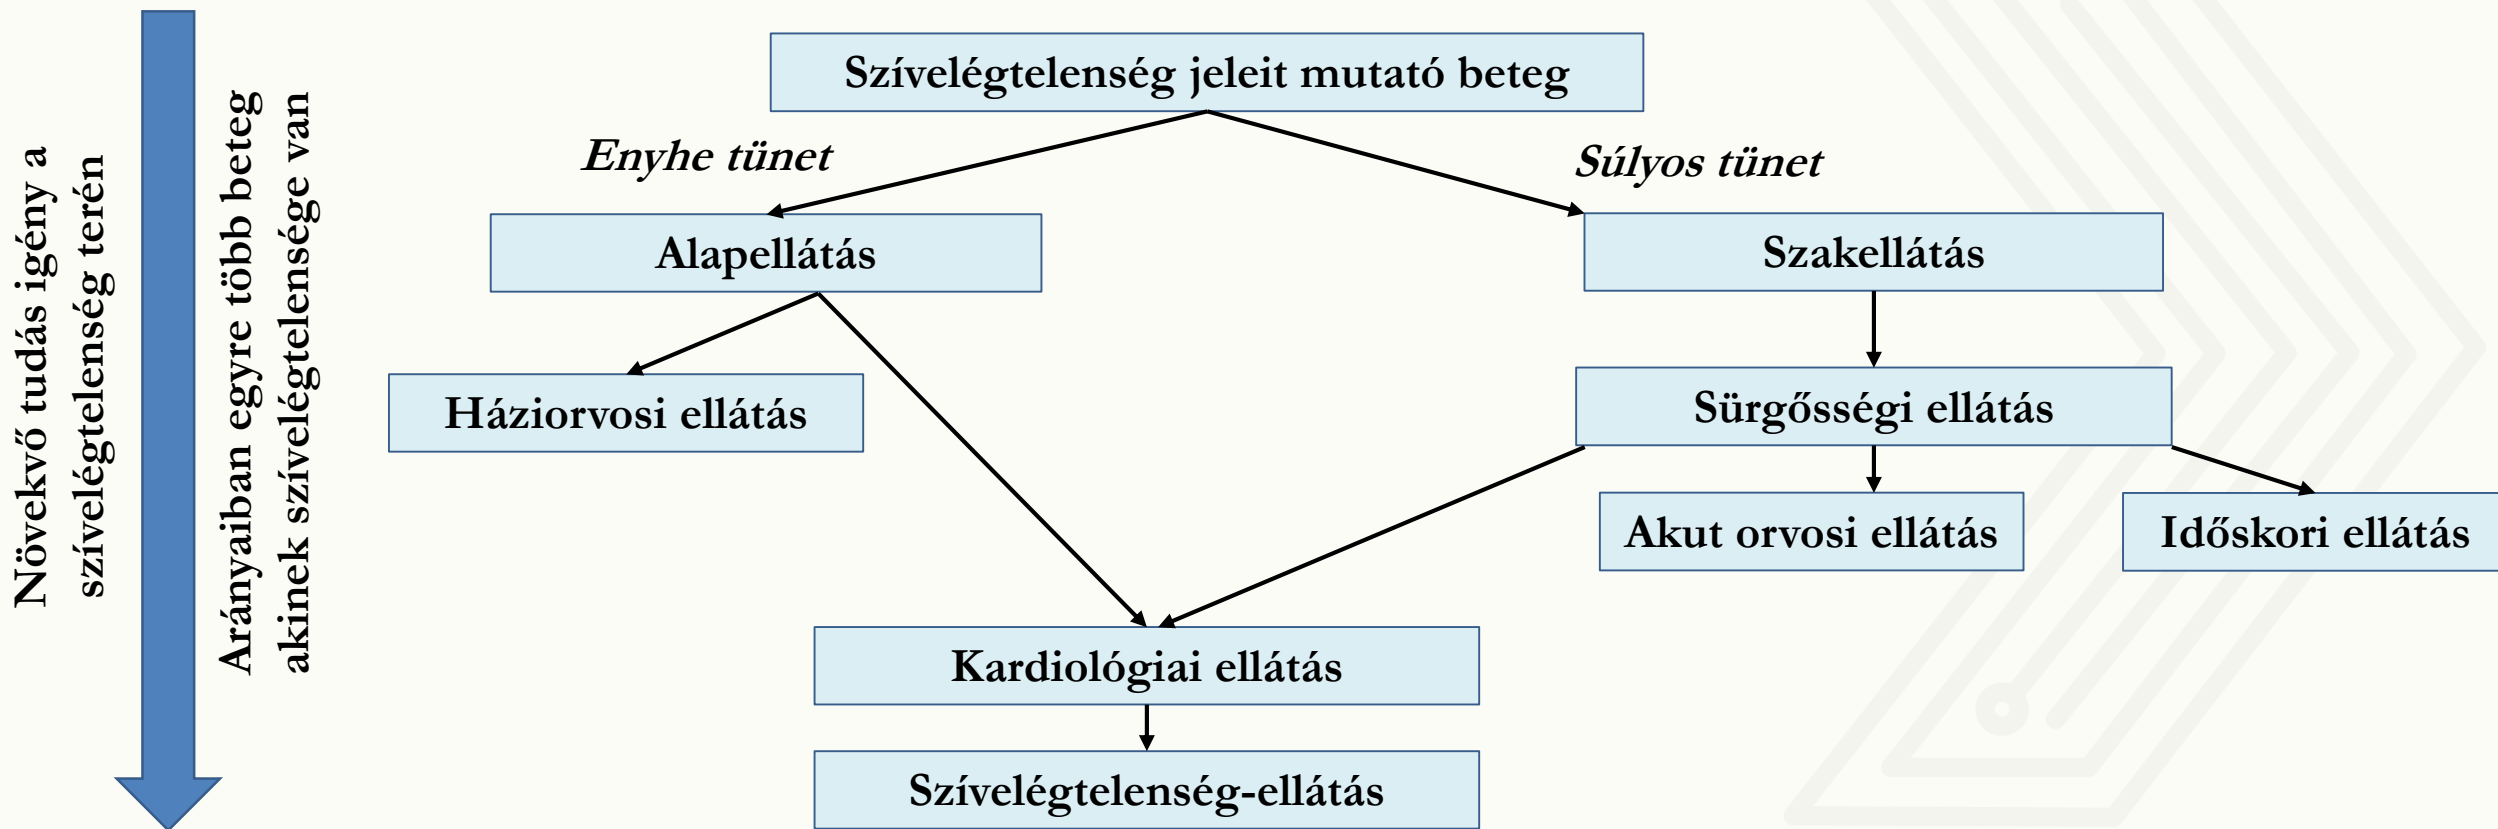 Növekvő tudás igény a
szívelégtelenség terén
Arányaiban egyre több beteg
akinek szívelégtelensége van
Szívelégtelenség jeleit mutató beteg
Enyhe tünet
Súlyos tünet
Alapellátás
Szakellátás
Háziorvosi ellátás
Sürgősségi ellátás
Akut orvosi ellátás
Időskori ellátás
Kardiológiai ellátás
Szívelégtelenség-ellátás